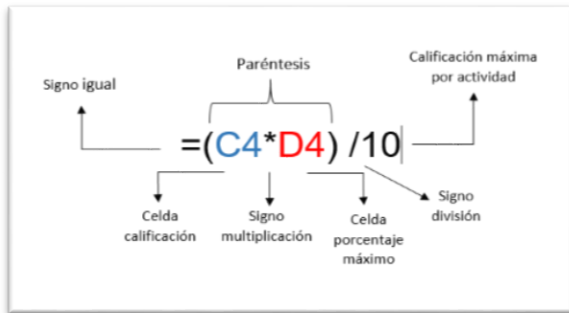 Calificación máxima
por actividad
Paréntesis
Signo igual
=(C4*D4) /10
Celda
calificación
Signo
multiplicación
Celda
porcentaje
máximo
Signo
división